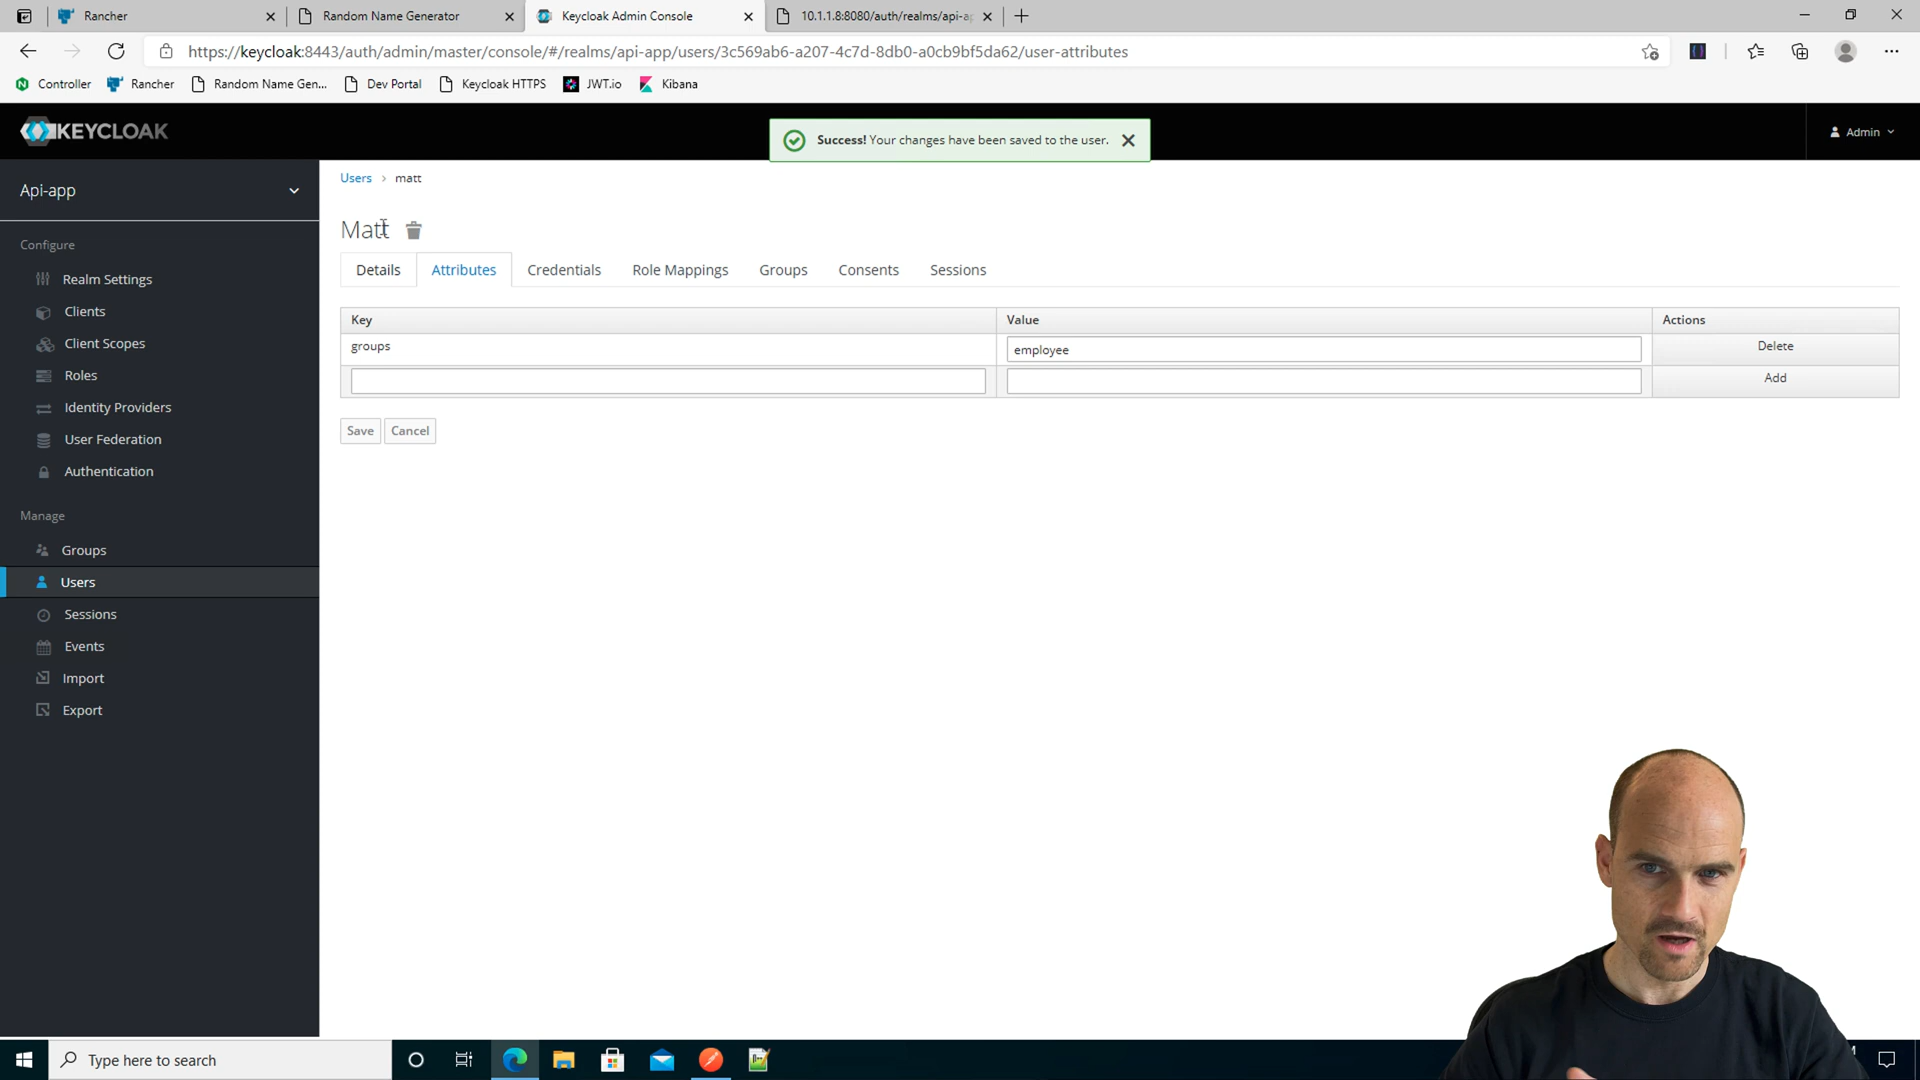 Rancher
Random Name Generator
Keycloak Admin Console
10.1.1.8:8080/auth/realms/api-a
https://keycloak:8443/auth/admin/master/console/#/realms/api-app/users/3c569ab6-a207-4c7d-8db0-a0cb9bf5da62/user-attributes
Controller
Rancher
Random Name Gen...
Dev Portal
Keycloak HTTPS
JWT.io
Kibana
KEYCLOAK
Success! Your changes have been saved to the user.
Admin
Api-app
Configure
Realm Settings
Clients
Client Scopes
Roles
Identity Providers
User Federation
Authentication
Manage
Groups
Users
Sessions
Events
Import
Export
Users > matt
Matt
Details
Attributes
Credentials
Role Mappings
Groups
Consents
Sessions
Key
Value
Actions
groups
employee
Delete
Add
Save
Cancel
Type here to search